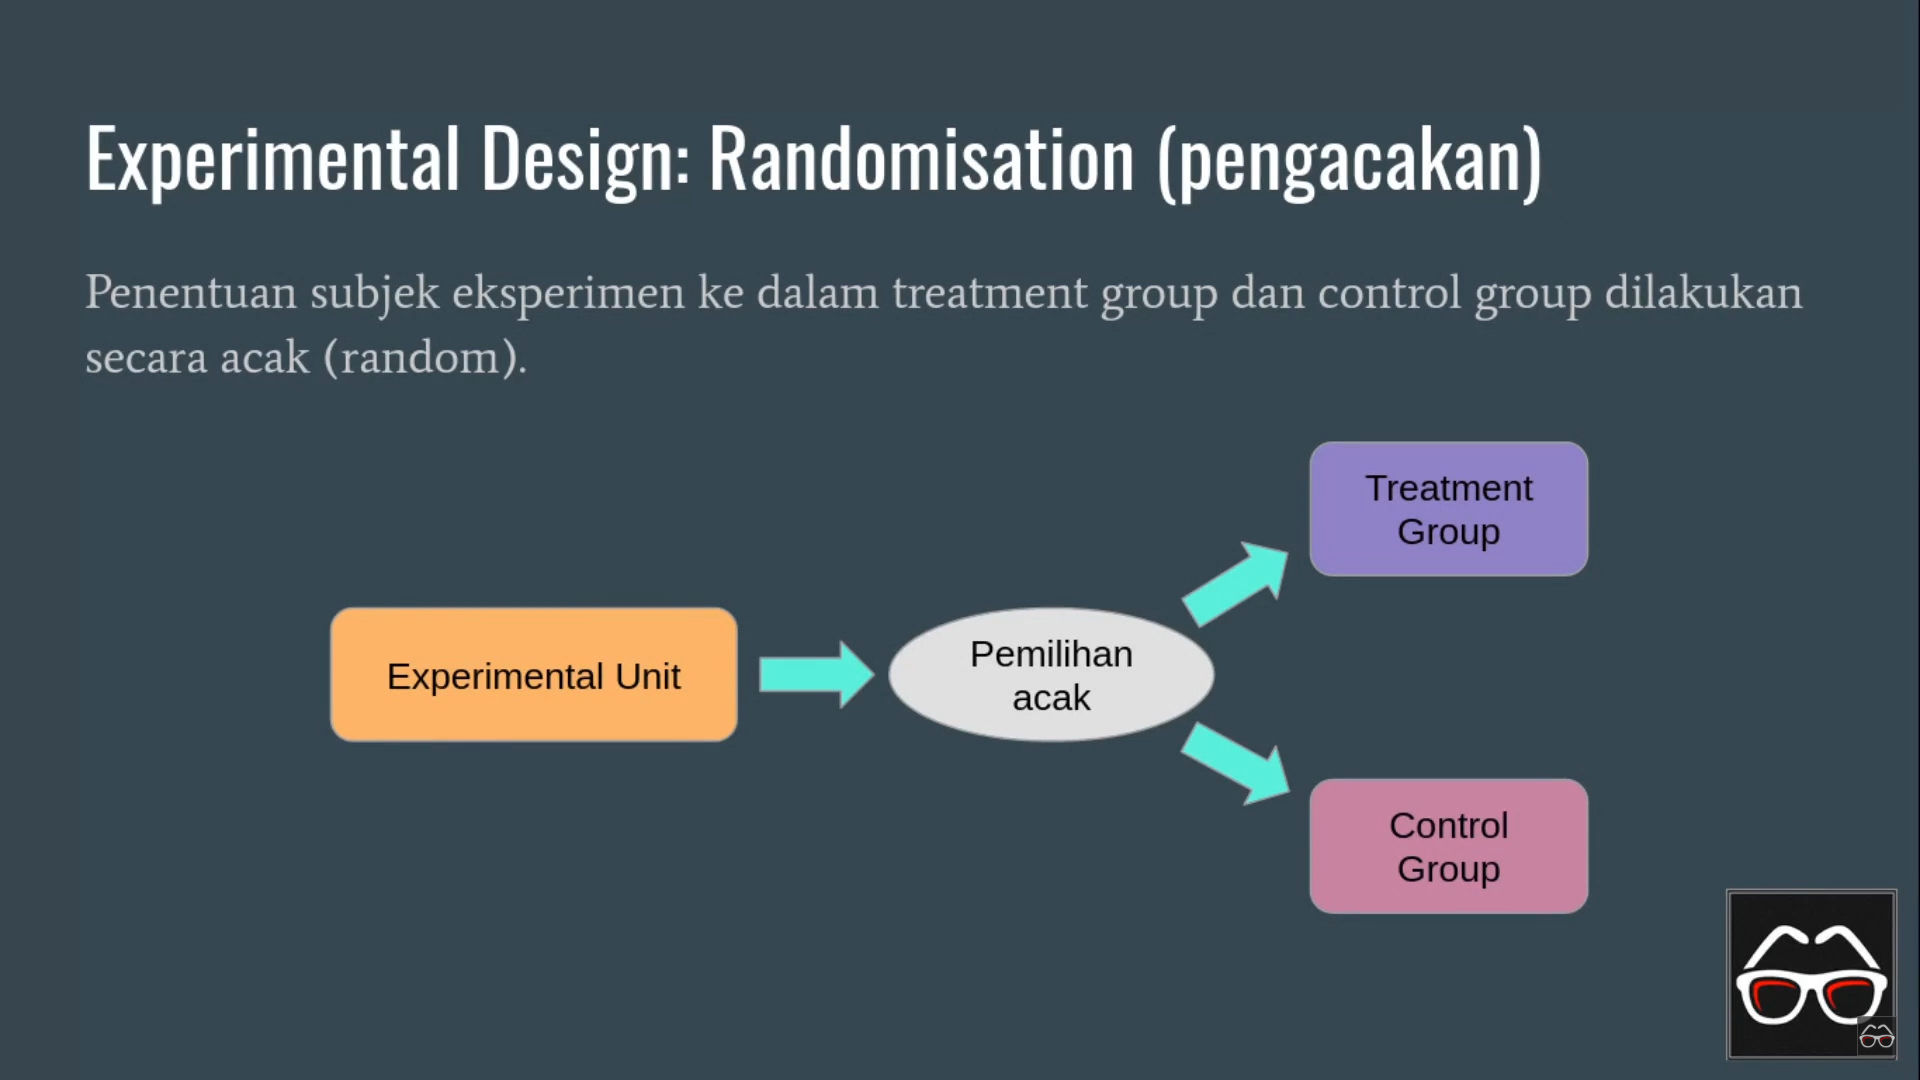 Experimental Design: Randomisation (pengacakan)
Penentuan subjek eksperimen ke dalam treatment group dan control group dilakukan
secara acak (random).
Treatment
Group
Experimental Unit
Pemilihan
acak
Control
Group